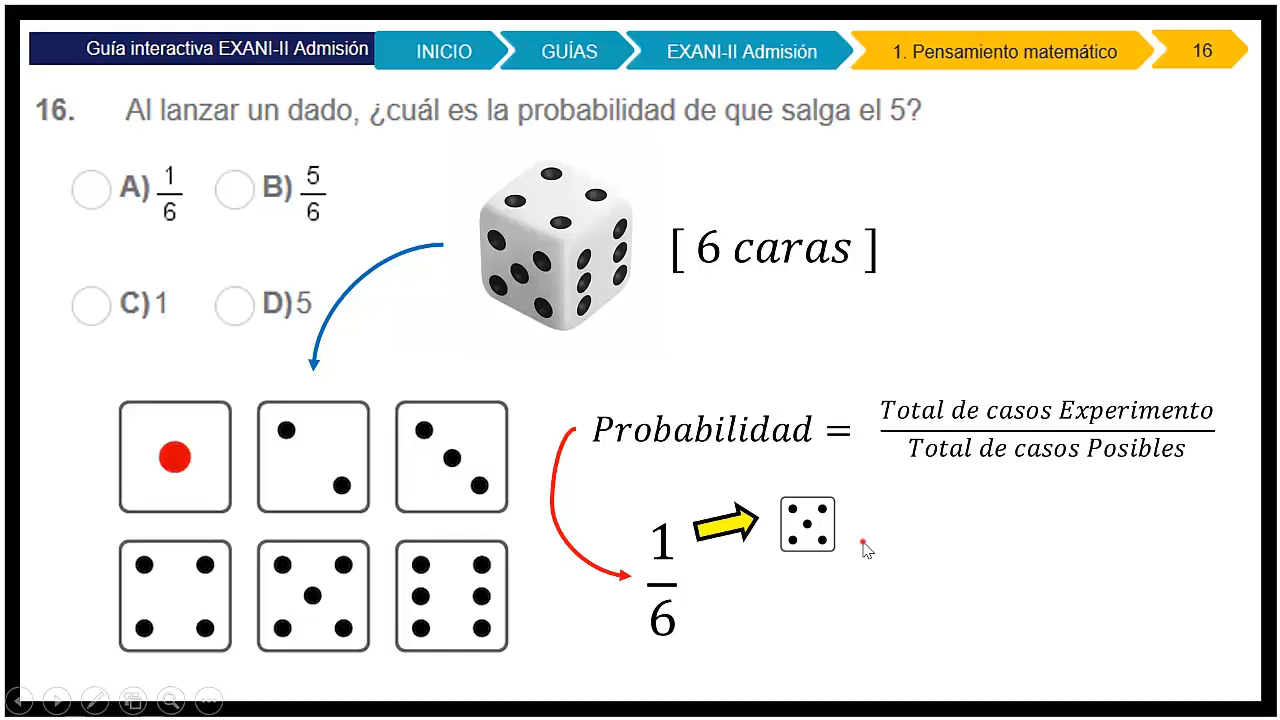 Guía interactiva EXANI-II Admisión INICIO GUÍAS EXANI-II Admisión 1. Pensamiento matemático 16
16. Al lanzar un dado, ¿cuál es la probabilidad de que salga el 5?
A) 1/6 B) 5/6
[ 6 caras ]
C) 1 D) 5
Probabilidad = Total de casos Experimento / Total de casos Posibles
1/6